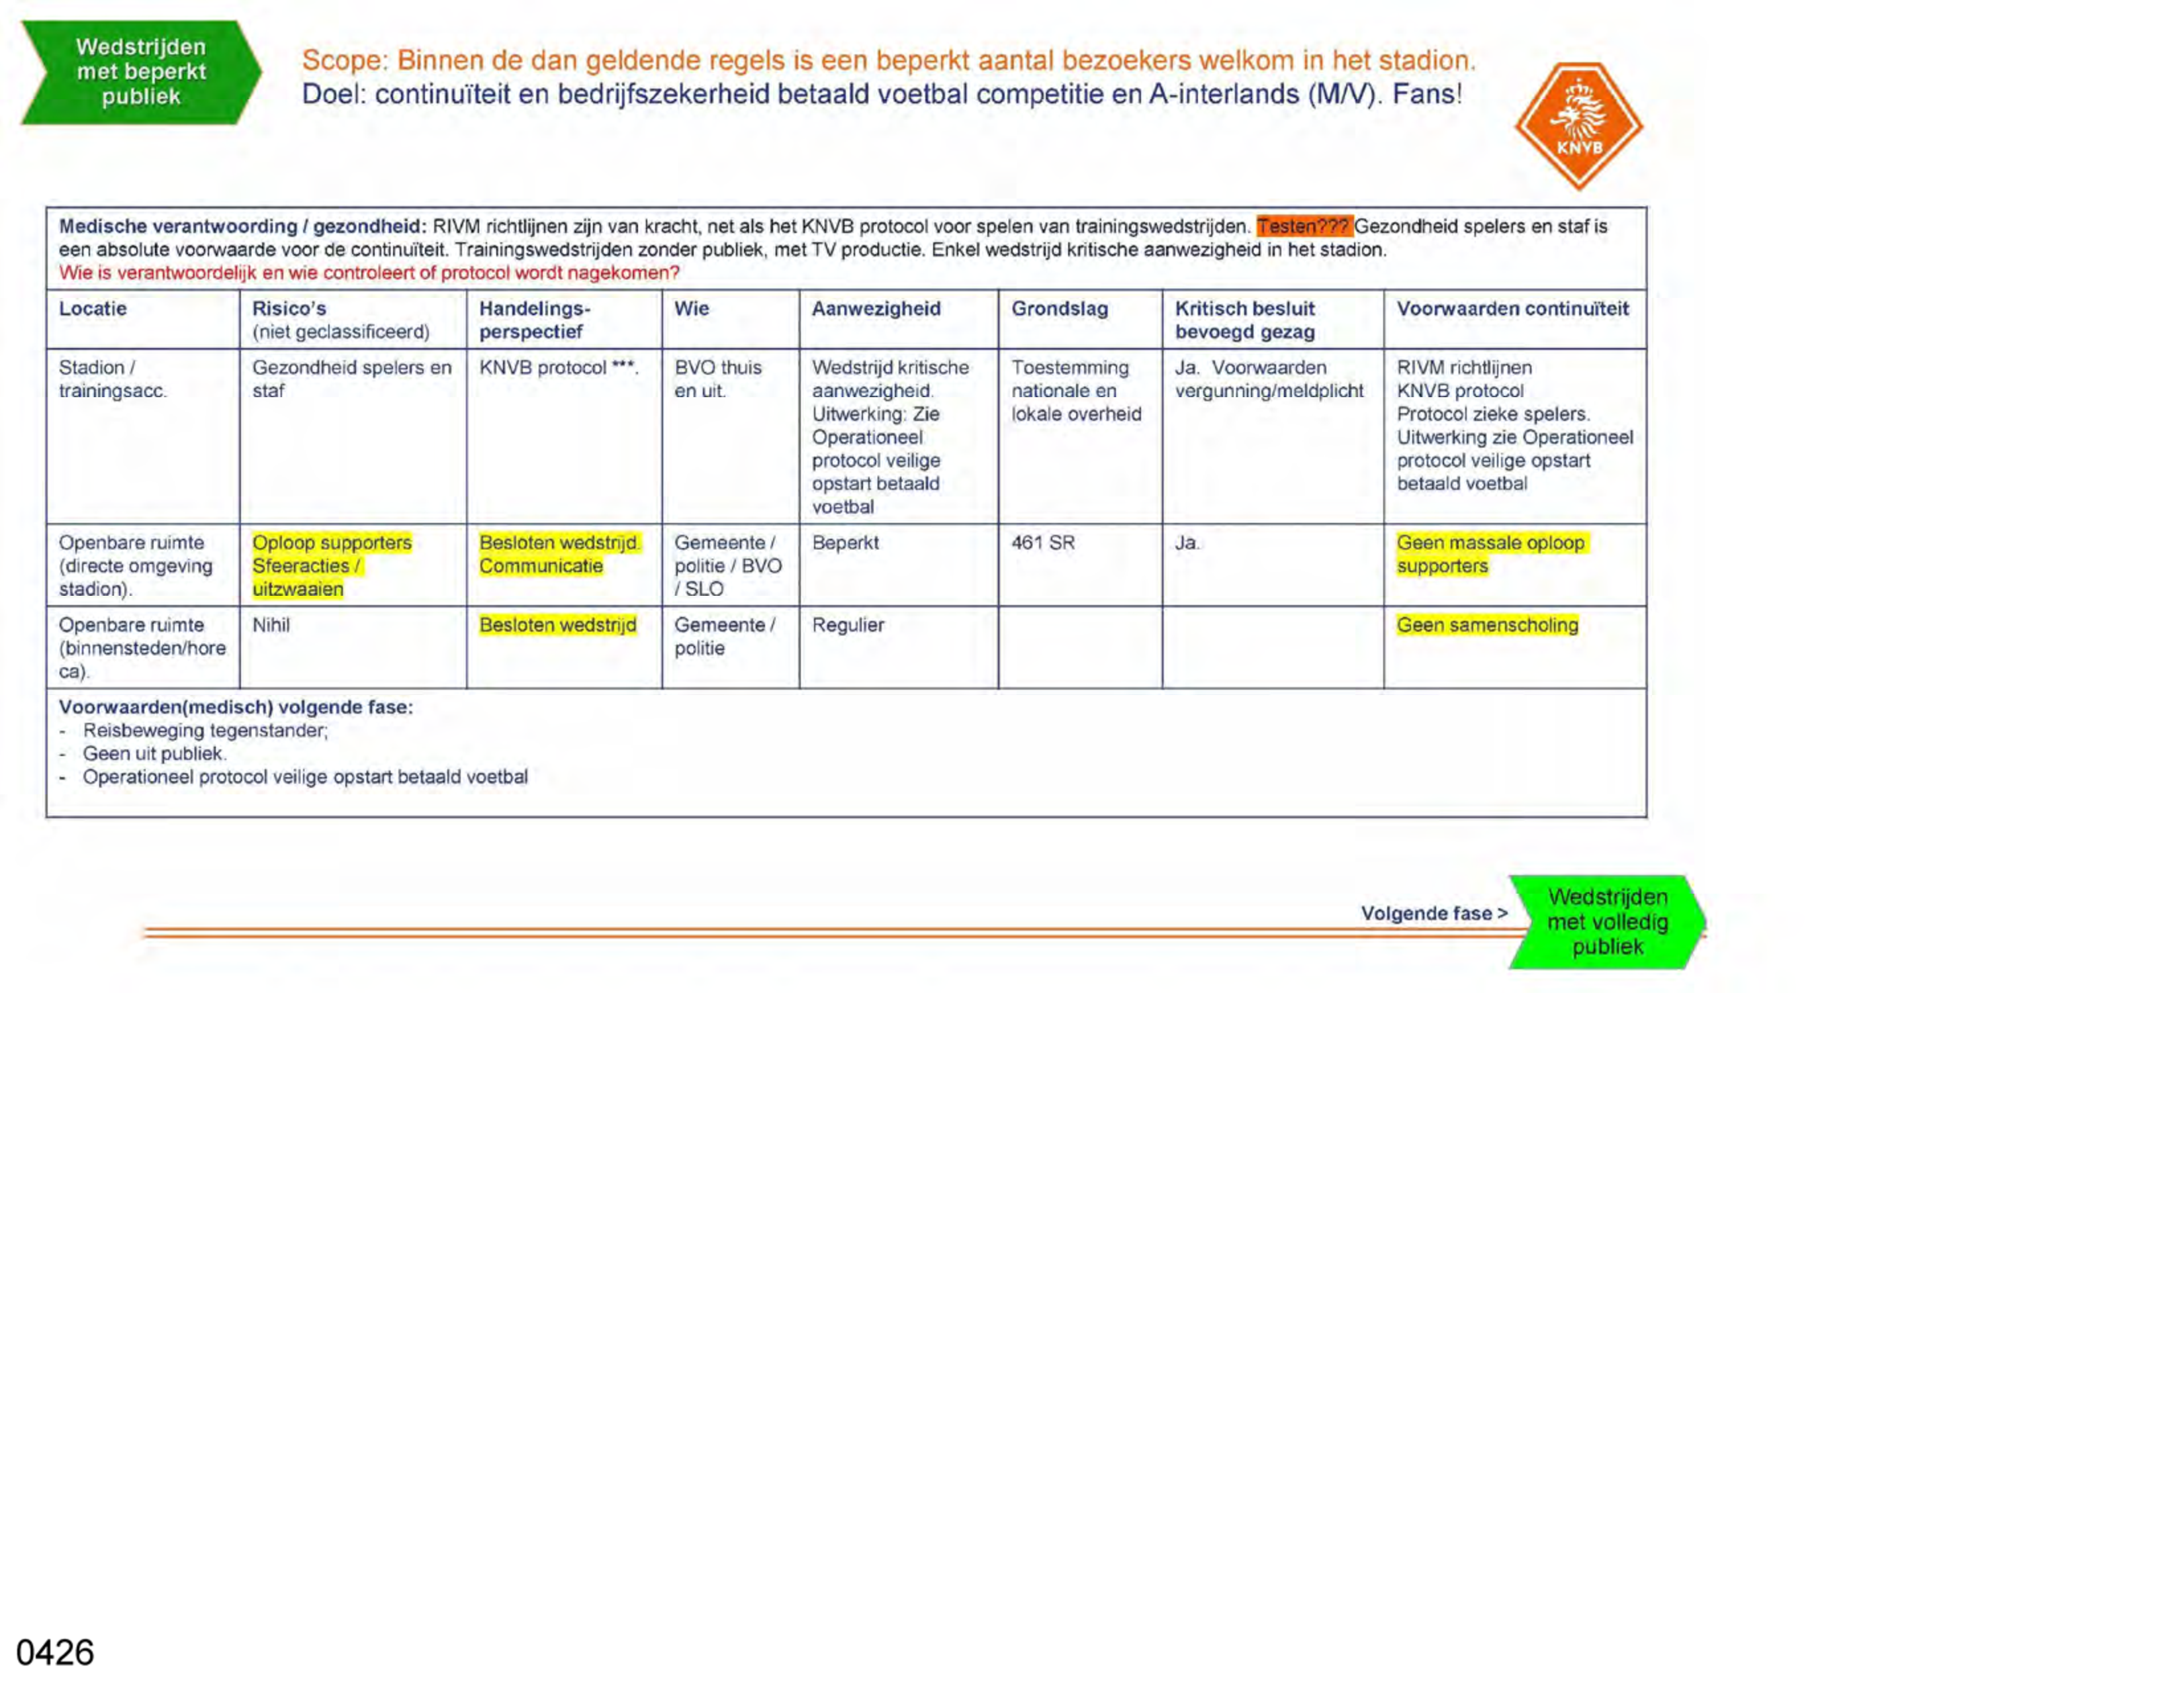 Wedstrijden
met beperkt
publiek
Scope: Binnen de dan geldende regels is een beperkt aantal bezoekers welkom in het stadion.
Doel: continuïteit en bedrijfszekerheid betaald voetbal competitie en A-interlands (M/V). Fans!
KNVB
Medische verantwoording / gezondheid: RIVM richtlijnen zijn van kracht, net als het KNVB protocol voor spelen van trainingswedstrijden. Testen??? Gezondheid spelers en staf is
een absolute voorwaarde voor de continuïteit. Trainingswedstrijden zonder publiek, met TV productie. Enkel wedstrijd kritische aanwezigheid in het stadion.
Wie is verantwoordelijk en wie controleert of protocol wordt nagekomen?
Locatie
Risico's
(niet geclassificeerd)
Handelings-
perspectief
Wie
Aanwezigheid
Grondslag
Kritisch besluit
bevoegd gezag
Voorwaarden continuïteit
Stadion /
trainingsacc.
Gezondheid spelers en
staf
KNVB protocol ***.
BVO thuis
en uit.
Wedstrijd kritische
aanwezigheid.
Uitwerking: Zie
Operationeel
protocol veilige
opstart betaald
voetbal
Toestemming
nationale en
lokale overheid
Ja. Voorwaarden
vergunning/meldplicht
RIVM richtlijnen
KNVB protocol
Protocol zieke spelers.
Uitwerking zie Operationeel
protocol veilige opstart
betaald voetbal
Openbare ruimte
(directe omgeving
stadion).
Oploop supporters
Sfeeracties /
uitzwaaien
Besloten wedstrijd.
Communicatie
Gemeente /
politie / BVO
/ SLO
Beperkt
461 SR
Ja.
Geen massale oploop
supporters
Openbare ruimte
(binnensteden/hore
ca).
Nihil
Besloten wedstrijd
Gemeente /
politie
Regulier
Geen samenscholing
Voorwaarden(medisch) volgende fase:
- Reisbeweging tegenstander;
- Geen uit publiek.
- Operationeel protocol veilige opstart betaald voetbal
Volgende fase >
Wedstrijden
met volledig
publiek
0426